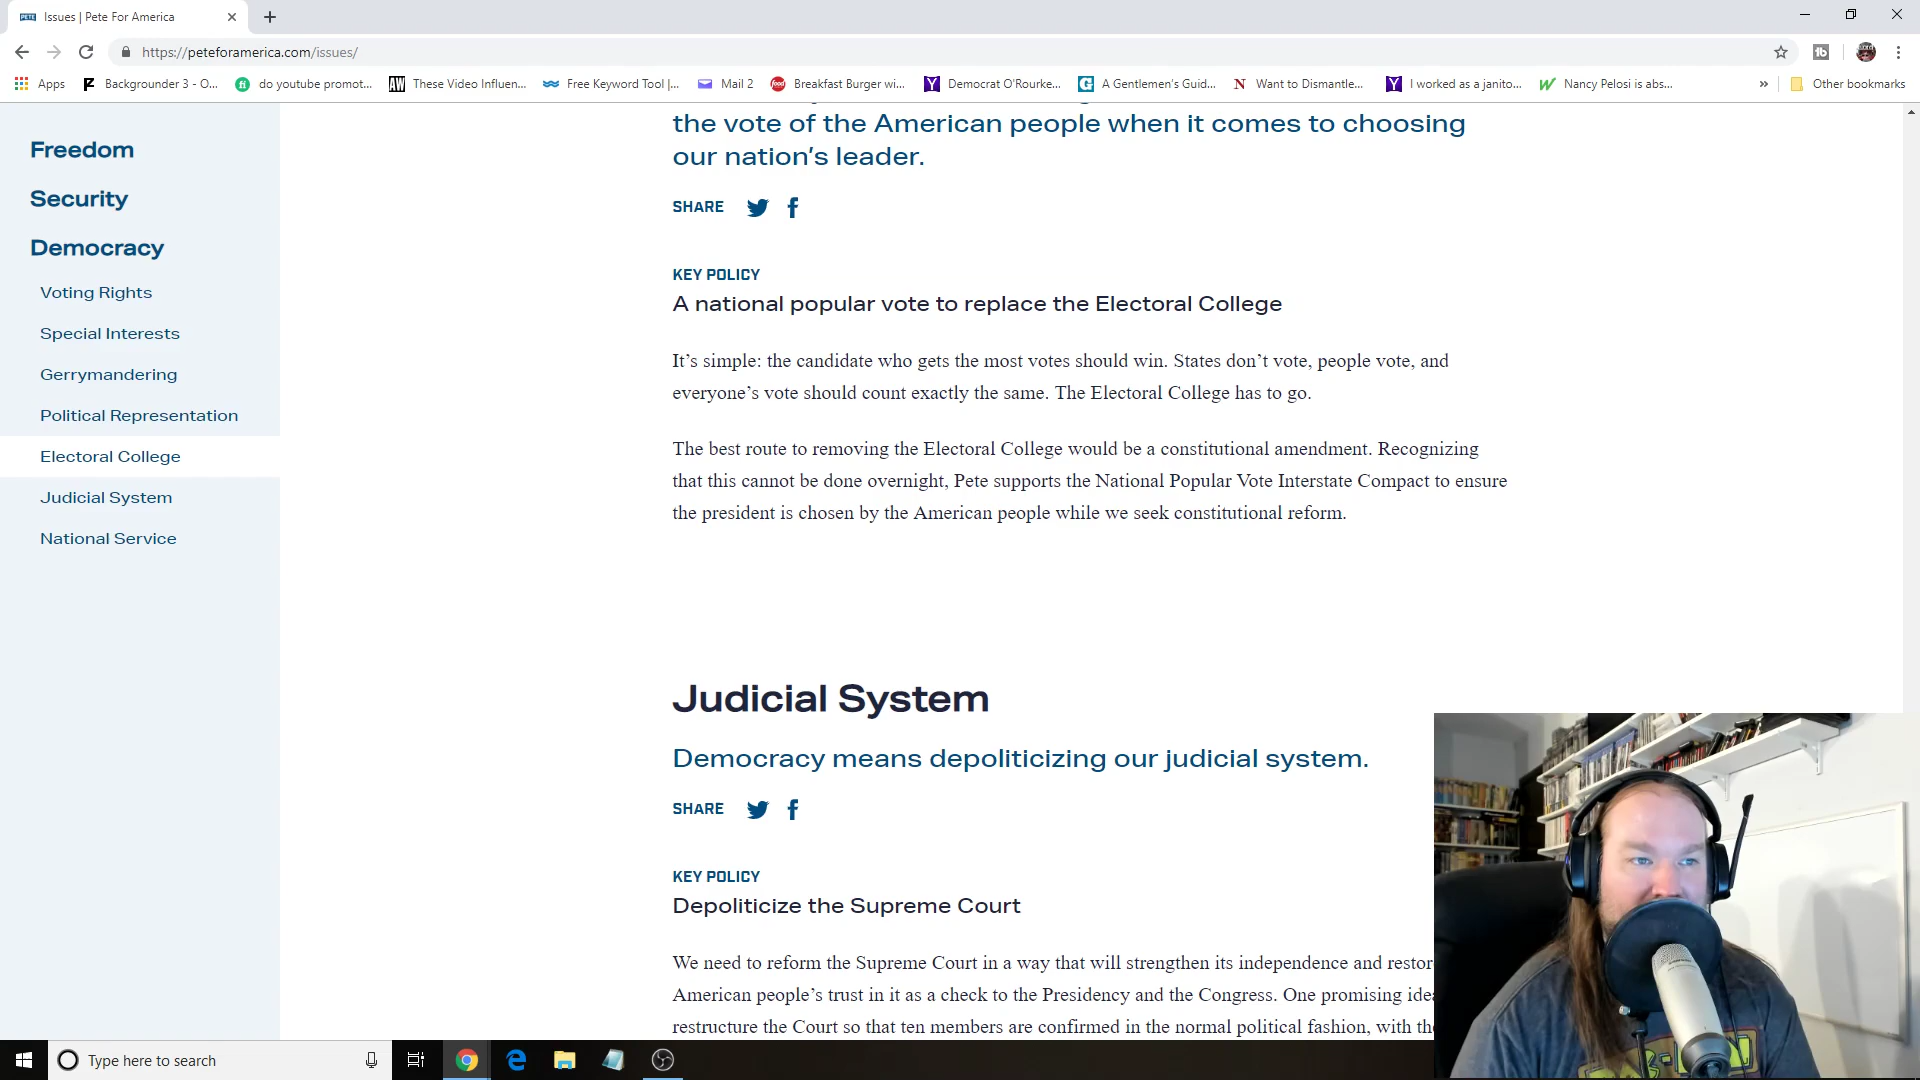 Issues | Pete For America
https://peteforamerica.com/issues/
Apps
Backgrounder 3 - O...
do youtube promot...
These Video Influen...
Free Keyword Tool |...
Mail 2
Breakfast Burger wi...
Democrat O'Rourke...
A Gentlemen's Guid...
Want to Dismantle...
I worked as a janito...
Nancy Pelosi is abs...
Other bookmarks
Freedom
Security
Democracy
Voting Rights
Special Interests
Gerrymandering
Political Representation
Electoral College
Judicial System
National Service
the vote of the American people when it comes to choosing
our nation's leader.
SHARE
KEY POLICY
A national popular vote to replace the Electoral College
It's simple: the candidate who gets the most votes should win. States don't vote, people vote, and
everyone's vote should count exactly the same. The Electoral College has to go.
The best route to removing the Electoral College would be a constitutional amendment. Recognizing
that this cannot be done overnight, Pete supports the National Popular Vote Interstate Compact to ensure
the president is chosen by the American people while we seek constitutional reform.
Judicial System
Democracy means depoliticizing our judicial system.
SHARE
KEY POLICY
Depoliticize the Supreme Court
We need to reform the Supreme Court in a way that will strengthen its independence and
American people's trust in it as a check to the Presidency and the Congress. One promising
restructure the Court so that ten members are confirmed in the normal political fashion, with
Type here to search